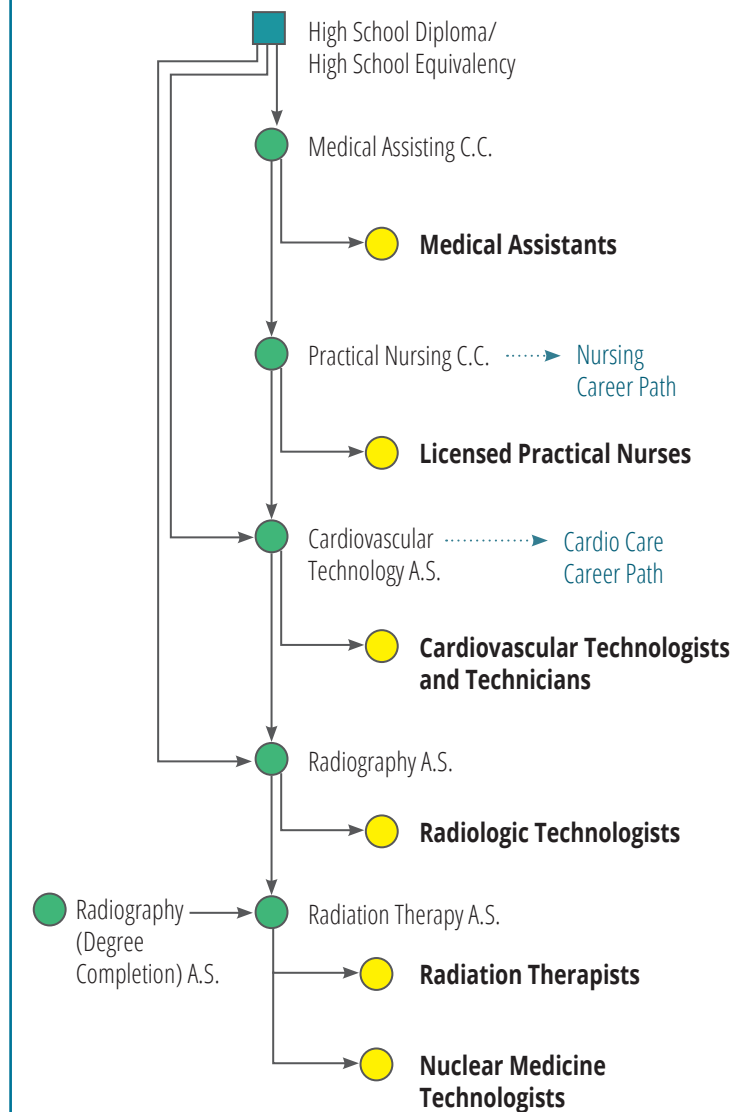 High School Diploma/
High School Equivalency
Medical Assisting C.C.
Medical Assistants
Practical Nursing C.C.
Nursing
Career Path
Licensed Practical Nurses
Cardiovascular
Technology A.S.
Cardio Care
Career Path
Cardiovascular Technologists
and Technicians
Radiography A.S.
Radiologic Technologists
Radiography
(Degree
Completion) A.S.
Radiation Therapy A.S.
Radiation Therapists
Nuclear Medicine
Technologists